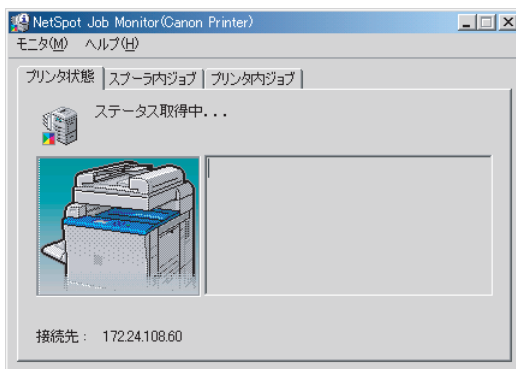 NetSpot Job Monitor(Canon Printer)
モニタ(M) ヘルプ(H)
プリンタ状態 スプーラ内ジョブ プリンタ内ジョブ
ステータス取得中...
接続先： 172.24.108.60